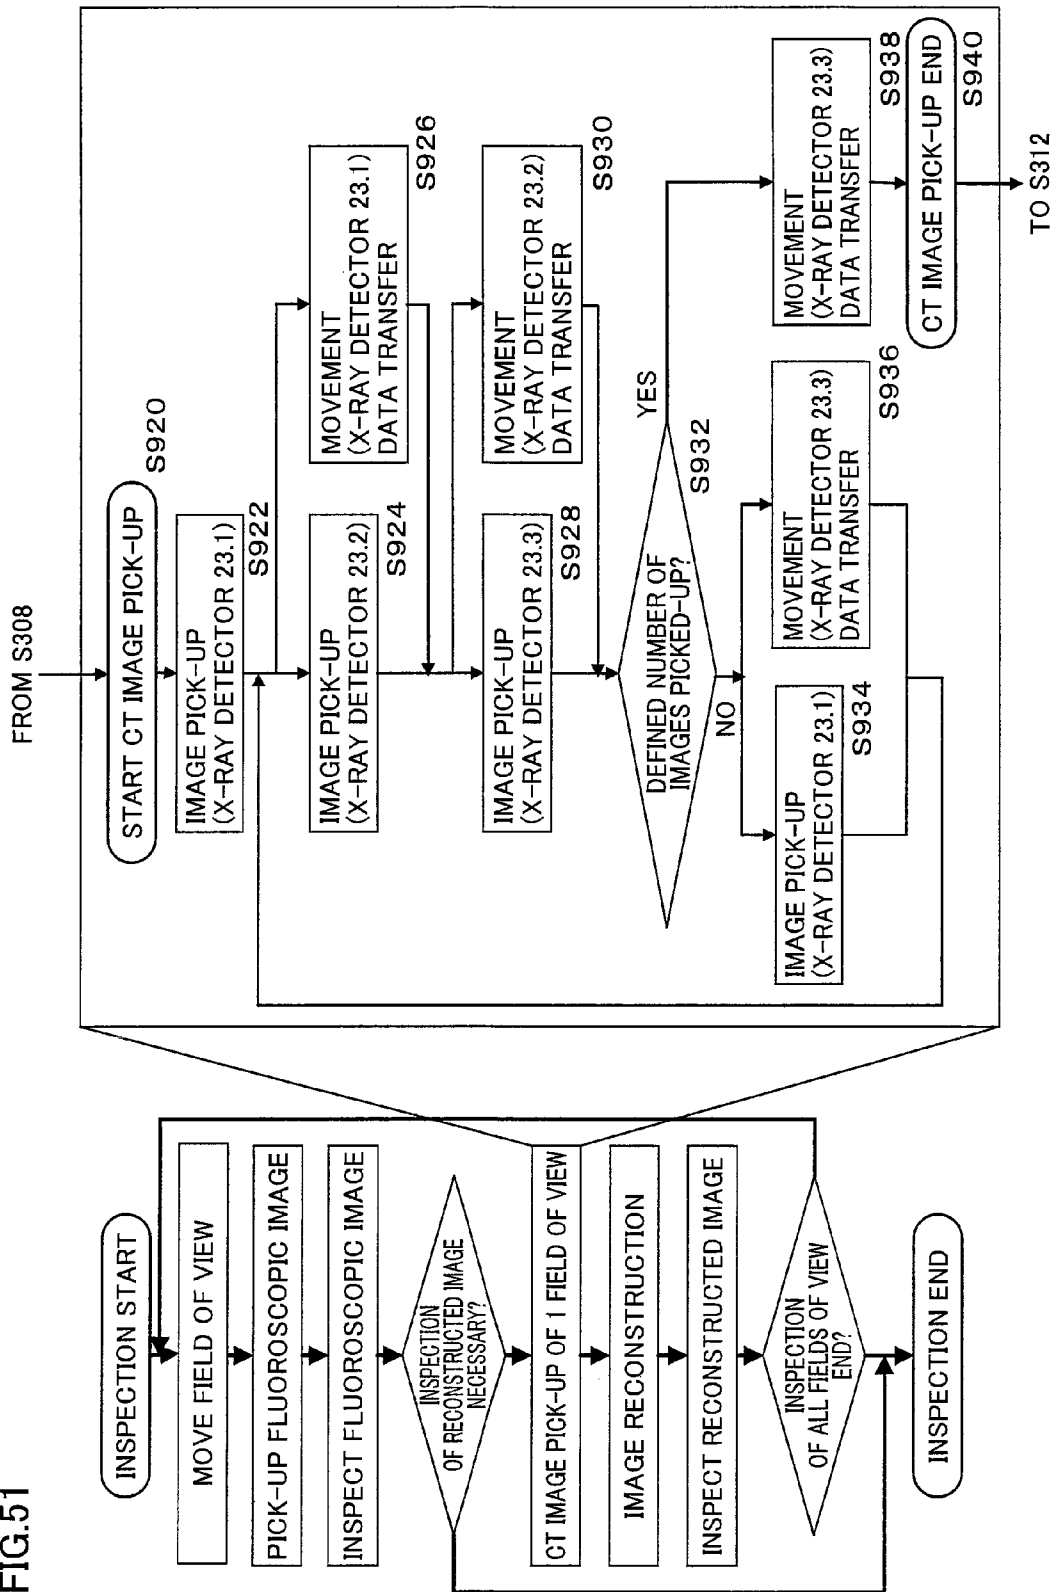 FIG.51
INSPECTION START
MOVE FIELD OF VIEW
PICK-UP FLUOROSCOPIC IMAGE
INSPECT FLUOROSCOPIC IMAGE
INSPECTION
OF RECONSTRUCTED IMAGE
NECESSARY?
CT IMAGE PICK-UP OF 1 FIELD OF VIEW
IMAGE RECONSTRUCTION
INSPECT RECONSTRUCTED IMAGE
INSPECTION
OF ALL FIELDS OF VIEW
END?
INSPECTION END
FROM S308
START CT IMAGE PICK-UP
S920
IMAGE PICK-UP
(X-RAY DETECTOR 23.1)
S922
IMAGE PICK-UP
(X-RAY DETECTOR 23.2)
S924
MOVEMENT
(X-RAY DETECTOR 23.1)
DATA TRANSFER
S926
IMAGE PICK-UP
(X-RAY DETECTOR 23.3)
S928
MOVEMENT
(X-RAY DETECTOR 23.2)
DATA TRANSFER
S930
DEFINED NUMBER OF
IMAGES PICKED-UP?
S932
YES
NO
IMAGE PICK-UP
(X-RAY DETECTOR 23.1)
S934
MOVEMENT
(X-RAY DETECTOR 23.3)
DATA TRANSFER
S936
MOVEMENT
(X-RAY DETECTOR 23.3)
DATA TRANSFER
S938
CT IMAGE PICK-UP END
S940
TO S312